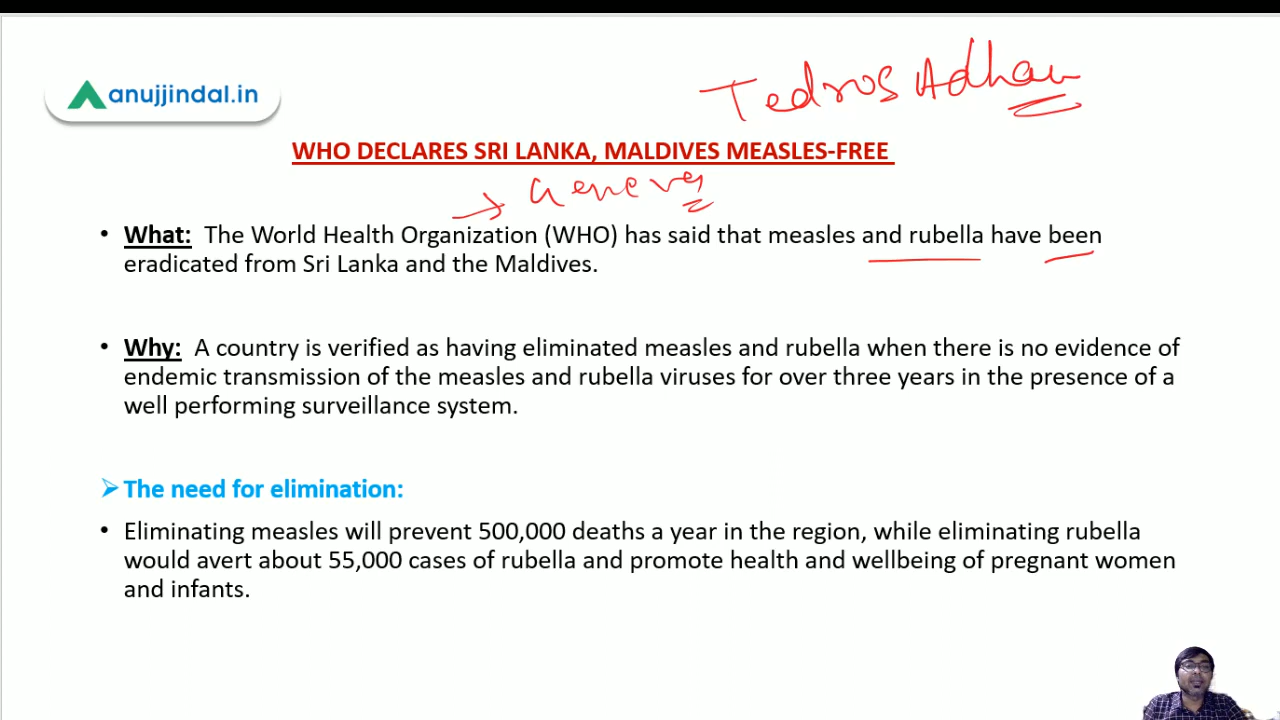 Tedros Adhan
anujjindal.in
WHO DECLARES SRI LANKA, MALDIVES MEASLES-FREE
→ Geneva
• What: The World Health Organization (WHO) has said that measles and rubella have been
eradicated from Sri Lanka and the Maldives.
• Why: A country is verified as having eliminated measles and rubella when there is no evidence of
endemic transmission of the measles and rubella viruses for over three years in the presence of a
well performing surveillance system.
➢ The need for elimination:
• Eliminating measles will prevent 500,000 deaths a year in the region, while eliminating rubella
would avert about 55,000 cases of rubella and promote health and wellbeing of pregnant women
and infants.